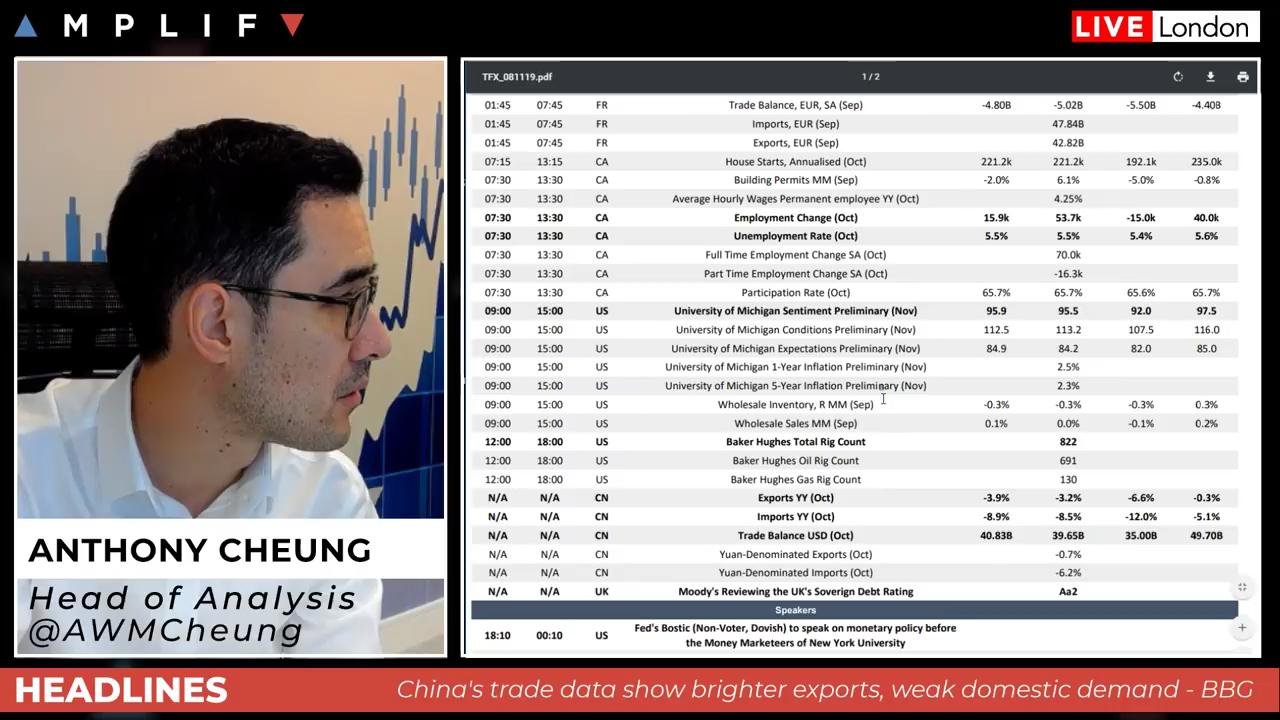 MPLIF
LIVE London
TFX_081119.pdf 1 / 2
01:45 07:45 FR Trade Balance, EUR, SA (Sep) -4.80B -5.02B -5.50B -4.40B
01:45 07:45 FR Imports, EUR (Sep) 47.84B
01:45 07:45 FR Exports, EUR (Sep) 42.82B
07:15 13:15 CA House Starts, Annualised (Oct) 221.2k 221.2k 192.1k 235.0k
07:30 13:30 CA Building Permits MM (Sep) -2.0% 6.1% -5.0% -0.8%
07:30 13:30 CA Average Hourly Wages Permanent employee YY (Oct) 4.25%
07:30 13:30 CA Employment Change (Oct) 15.9k 53.7k -15.0k 40.0k
07:30 13:30 CA Unemployment Rate (Oct) 5.5% 5.5% 5.4% 5.6%
07:30 13:30 CA Full Time Employment Change SA (Oct) 70.0k
07:30 13:30 CA Part Time Employment Change SA (Oct) -16.3k
07:30 13:30 CA Participation Rate (Oct) 65.7% 65.7% 65.6% 65.7%
09:00 15:00 US University of Michigan Sentiment Preliminary (Nov) 95.9 95.5 92.0 97.5
09:00 15:00 US University of Michigan Conditions Preliminary (Nov) 112.5 113.2 107.5 116.0
09:00 15:00 US University of Michigan Expectations Preliminary (Nov) 84.9 84.2 82.0 85.0
09:00 15:00 US University of Michigan 1-Year Inflation Preliminary (Nov) 2.5%
09:00 15:00 US University of Michigan 5-Year Inflation Preliminary (Nov) 2.3%
09:00 15:00 US Wholesale Inventory, R MM (Sep) -0.3% -0.3% -0.3% 0.3%
09:00 15:00 US Wholesale Sales MM (Sep) 0.1% 0.0% -0.1% 0.2%
12:00 18:00 US Baker Hughes Total Rig Count 822
12:00 18:00 US Baker Hughes Oil Rig Count 691
12:00 18:00 US Baker Hughes Gas Rig Count 130
N/A N/A CN Exports YY (Oct) -3.9% -3.2% -6.6% -0.3%
N/A N/A CN Imports YY (Oct) -8.9% -8.5% -12.0% -5.1%
N/A N/A CN Trade Balance USD (Oct) 40.83B 39.65B 35.00B 49.70B
N/A N/A CN Yuan-Denominated Exports (Oct) -0.7%
N/A N/A CN Yuan-Denominated Imports (Oct) -6.2%
N/A N/A UK Moody's Reviewing the UK's Soverign Debt Rating Aa2
Speakers
18:10 00:10 US Fed's Bostic (Non-Voter, Dovish) to speak on monetary policy before
the Money Marketeers of New York University
ANTHONY CHEUNG
Head of Analysis
@AWMCheung
HEADLINES China's trade data show brighter exports, weak domestic demand - BBG